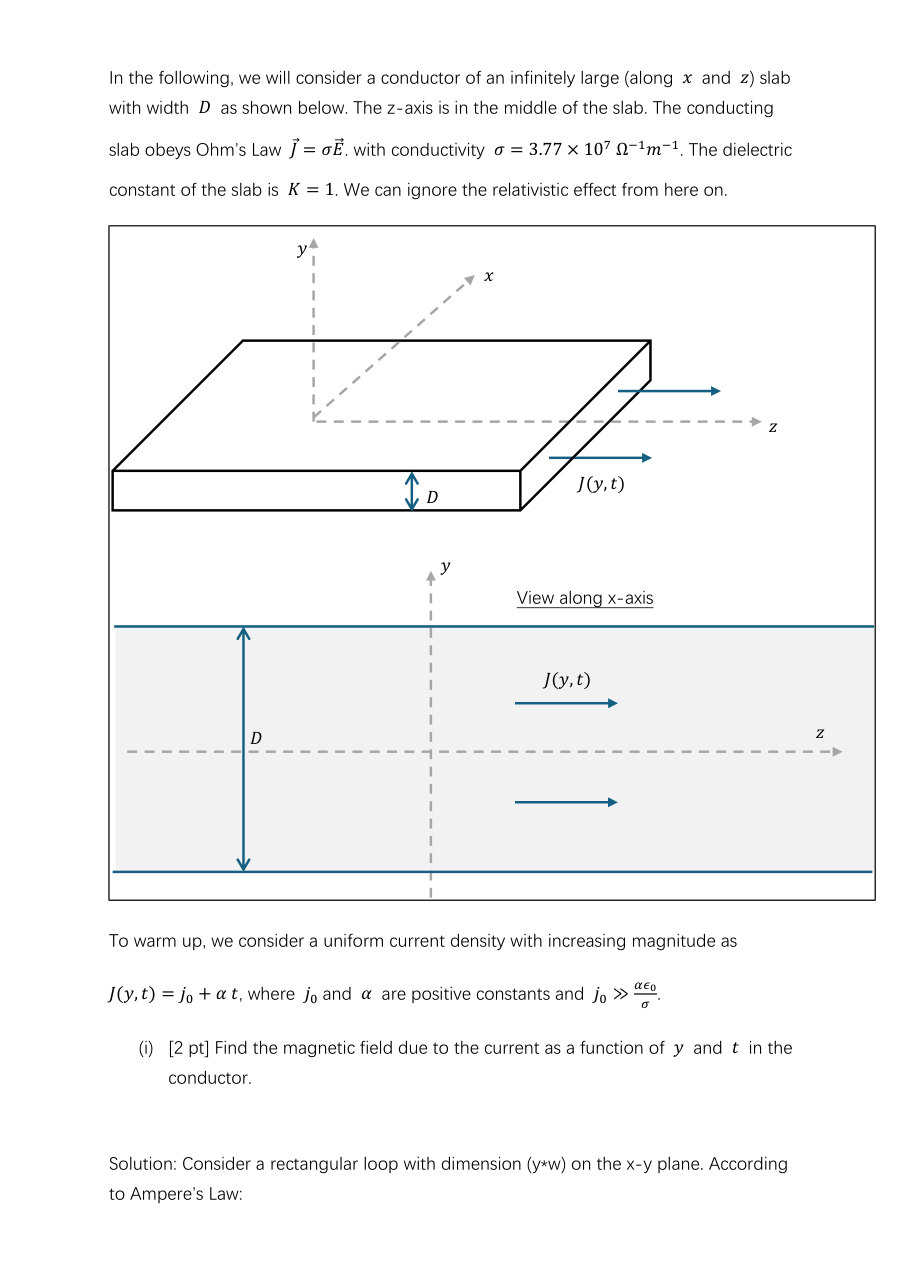 In the following, we will consider a conductor of an infinitely large (along x and z) slab
with width D as shown below. The z-axis is in the middle of the slab. The conducting
slab obeys Ohm's Law J⃗ = σE⃗. with conductivity σ = 3.77 × 10⁷ Ω⁻¹m⁻¹. The dielectric
constant of the slab is K = 1. We can ignore the relativistic effect from here on.
y
x
z
J(y, t)
D
y
View along x-axis
J(y, t)
z
D
To warm up, we consider a uniform current density with increasing magnitude as
J(y, t) = j₀ + α t, where j₀ and α are positive constants and j₀ ≫ αϵ₀/σ.
(i) [2 pt] Find the magnetic field due to the current as a function of y and t in the
conductor.
Solution: Consider a rectangular loop with dimension (y*w) on the x-y plane. According
to Ampere's Law: